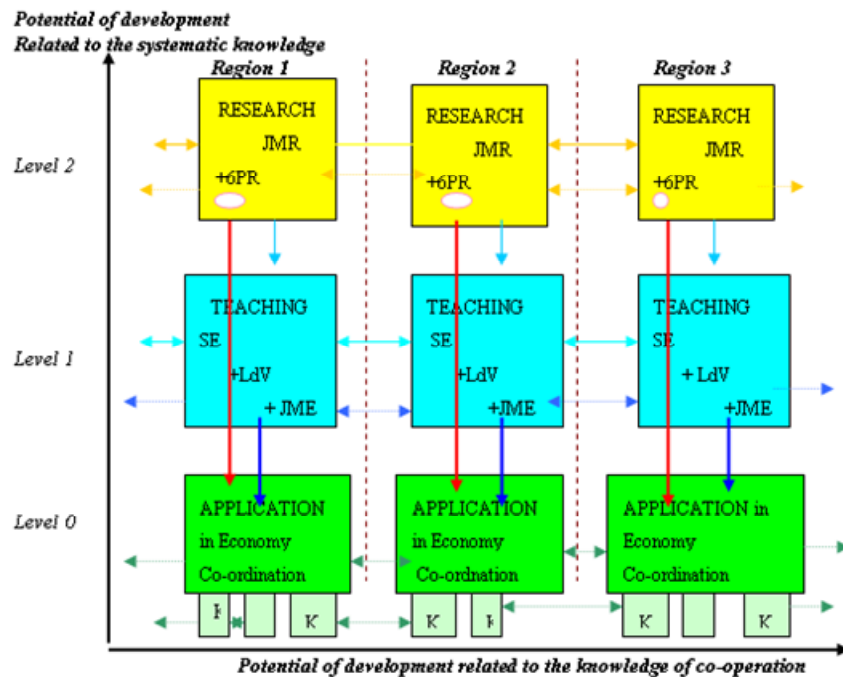 Potential of development
Related to the systematic knowledge
Region 1
Region 2
Region 3
Level 2
RESEARCH
JMR
+6PR
RESEARCH
JMR
+6PR
RESEARCH
JMR
+6PR
Level 1
TEACHING
SE
+LdV
+ JME
TEACHING
SE
+LdV
+JME
TEACHING
SE
+ LdV
+JME
Level 0
APPLICATION
in Economy
Co-ordination
APPLICATION
in Economy
Co-ordnation
APPLICATION in
Economy
Co-ordination
K
K
K
K
Potential of development related to the knowledge of co-operation